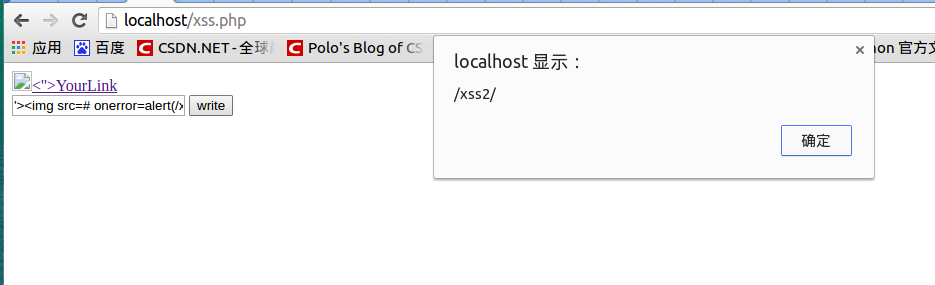 localhost/xss.php
应用 百度 CSDN.NET - 全球 Polo's Blog of CS on 官方文
localhost 显示：
/xss2/
确定
<''>YourLink
'><img src=# onerror=alert(/x write